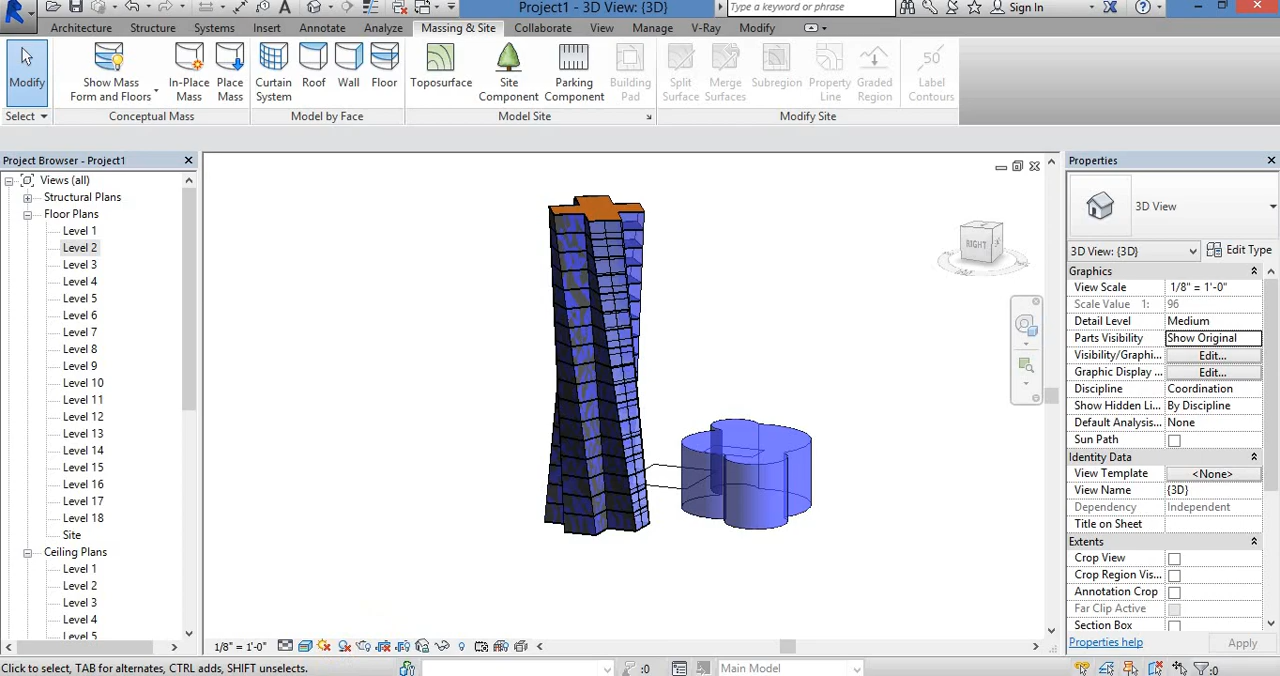 Project1 - 3D View: {3D}
Type a keyword or phrase
Sign In
Architecture Structure Systems Insert Annotate Analyze Massing & Site Collaborate View Manage V-Ray Modify
Modify
Show Mass
Form and Floors
In-Place
Mass
Place
Mass
Curtain
System
Roof
Wall
Floor
Toposurface
Site
Component
Parking
Component
Building
Pad
Split
Surface
Merge
Surfaces
Subregion
Property
Line
Graded
Region
50
Label
Contours
Select
Conceptual Mass
Model by Face
Model Site
Modify Site
Project Browser - Project1
Views (all)
Structural Plans
Floor Plans
Level 1
Level 2
Level 3
Level 4
Level 5
Level 6
Level 7
Level 8
Level 9
Level 10
Level 11
Level 12
Level 13
Level 14
Level 15
Level 16
Level 17
Level 18
Site
Ceiling Plans
Level 1
Level 2
Level 3
Level 4
Level 5
RIGHT
Properties
3D View
3D View: {3D} Edit Type
Graphics
View Scale 1/8" = 1'-0"
Scale Value 1: 96
Detail Level Medium
Parts Visibility Show Original
Visibility/Graphi... Edit...
Graphic Display ... Edit...
Discipline Coordination
Show Hidden Li... By Discipline
Default Analysis... None
Sun Path
Identity Data
View Template <None>
View Name {3D}
Dependency Independent
Title on Sheet
Extents
Crop View
Crop Region Vis...
Annotation Crop
Far Clip Active
Section Box
Properties help Apply
1/8" = 1'-0"
Click to select, TAB for alternates, CTRL adds, SHIFT unselects.
:0
Main Model
:0